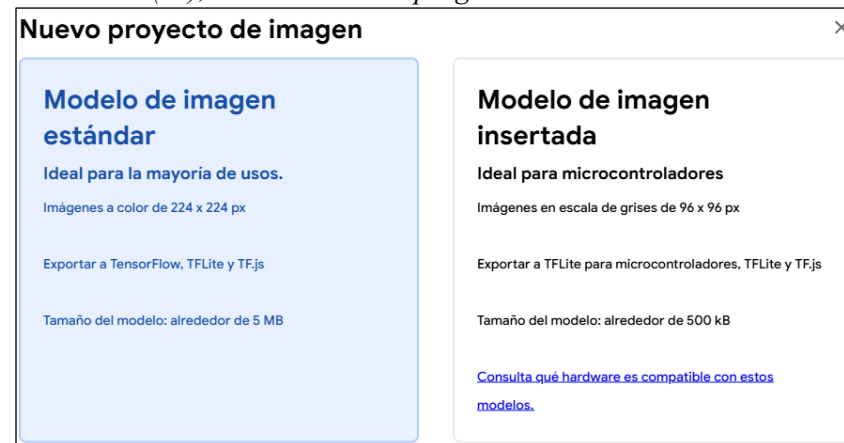 Nuevo proyecto de imagen
Modelo de imagen
estándar
Ideal para la mayoría de usos.
Imágenes a color de 224 x 224 px
Exportar a TensorFlow, TFLite y TF.js
Tamaño del modelo: alrededor de 5 MB
Modelo de imagen
insertada
Ideal para microcontroladores
Imágenes en escala de grises de 96 x 96 px
Exportar a TFLite para microcontroladores, TFLite y TF.js
Tamaño del modelo: alrededor de 500 kB
Consulta qué hardware es compatible con estos
modelos.